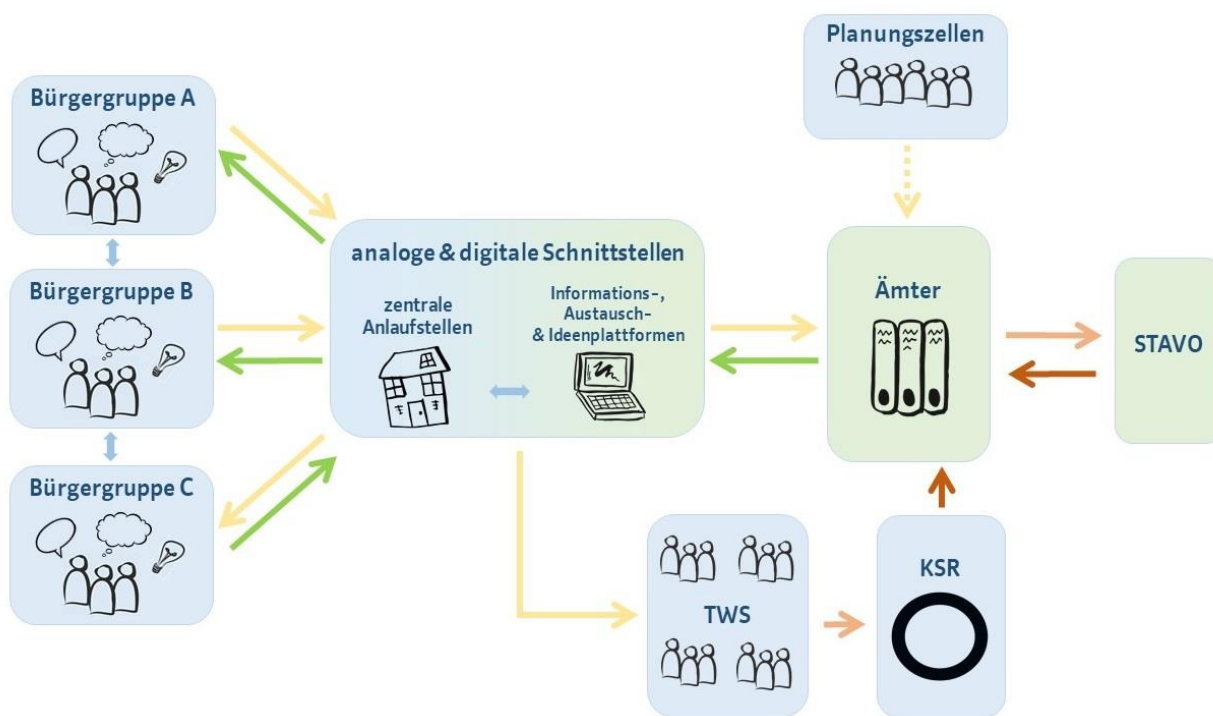 Planungszellen
Bürgergruppe A
analoge & digitale Schnittstellen
zentrale
Anlaufstellen
Informations-,
Austausch-
& Ideenplattformen
Bürgergruppe B
Ämter
STAVO
Bürgergruppe C
TWS
KSR